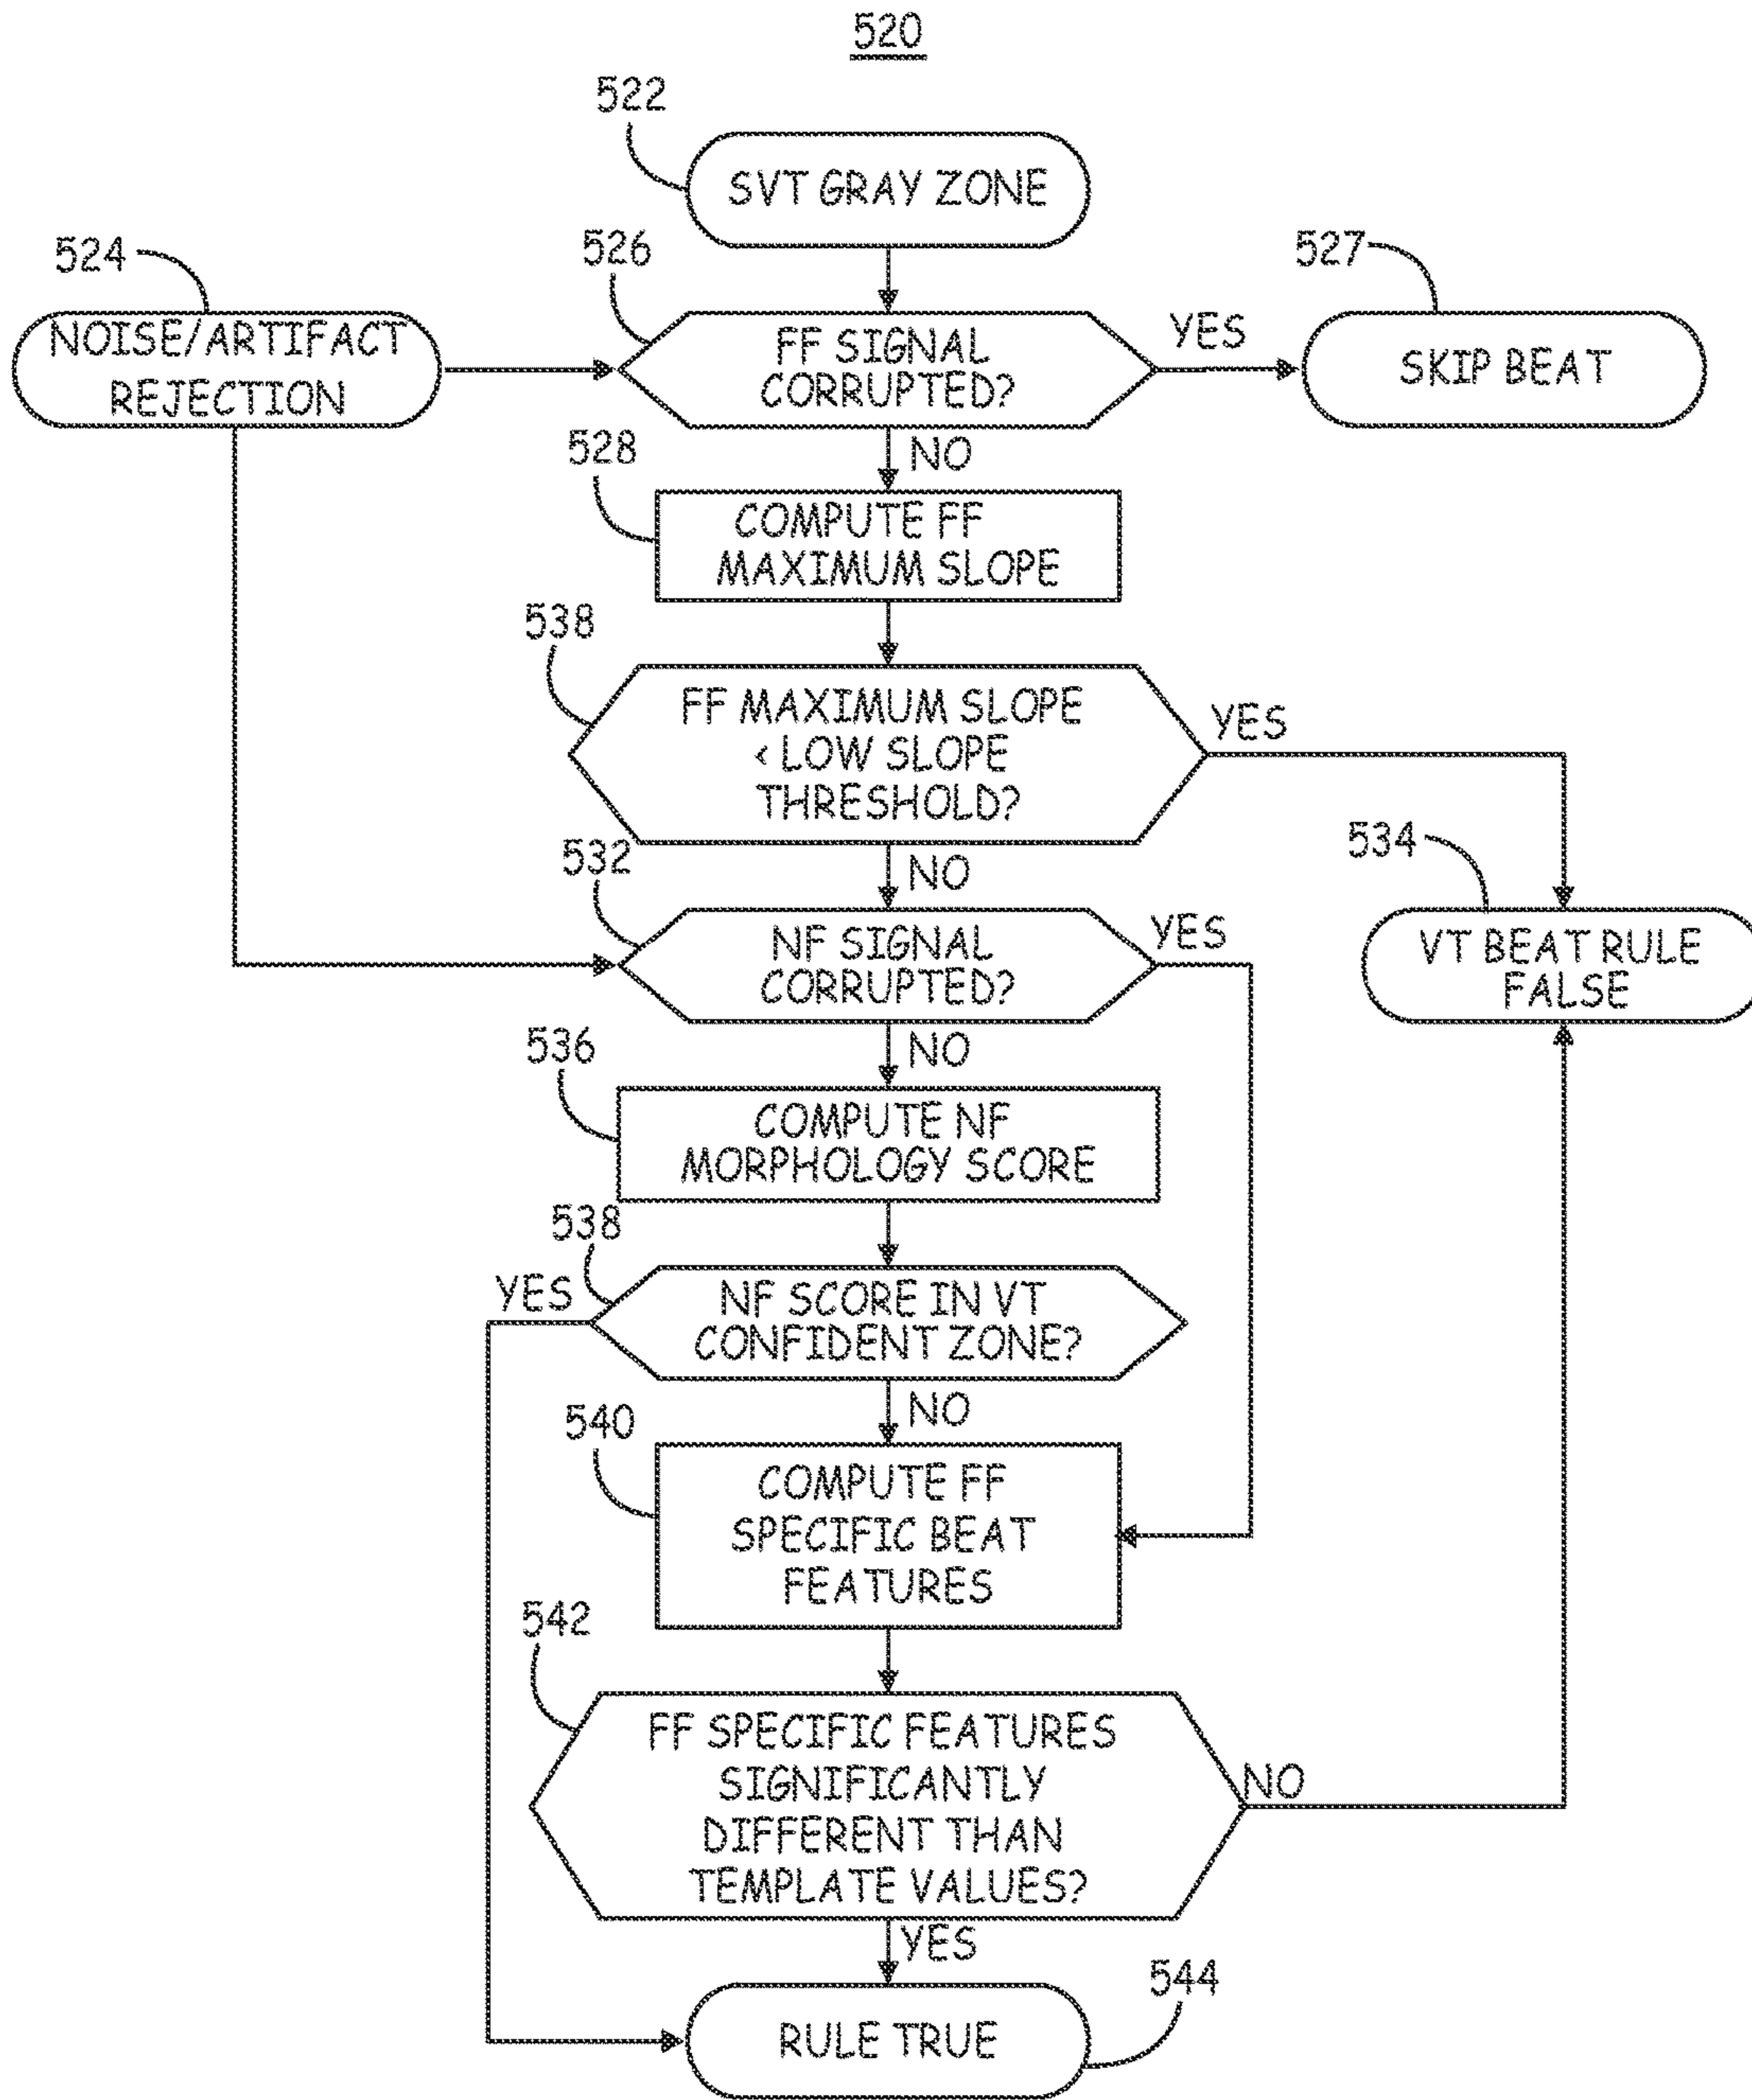 520
522
SVT GRAY ZONE
524
NOISE/ARTIFACT
REJECTION
526
FF SIGNAL
CORRUPTED?
YES
527
SKIP BEAT
NO
528
COMPUTE FF
MAXIMUM SLOPE
538
FF MAXIMUM SLOPE
< LOW SLOPE
THRESHOLD?
YES
534
VT BEAT RULE
FALSE
NO
532
NF SIGNAL
CORRUPTED?
YES
NO
536
COMPUTE NF
MORPHOLOGY SCORE
538
YES
NF SCORE IN VT
CONFIDENT ZONE?
NO
540
COMPUTE FF
SPECIFIC BEAT
FEATURES
542
FF SPECIFIC FEATURES
SIGNIFICANTLY
DIFFERENT THAN
TEMPLATE VALUES?
NO
YES
544
RULE TRUE